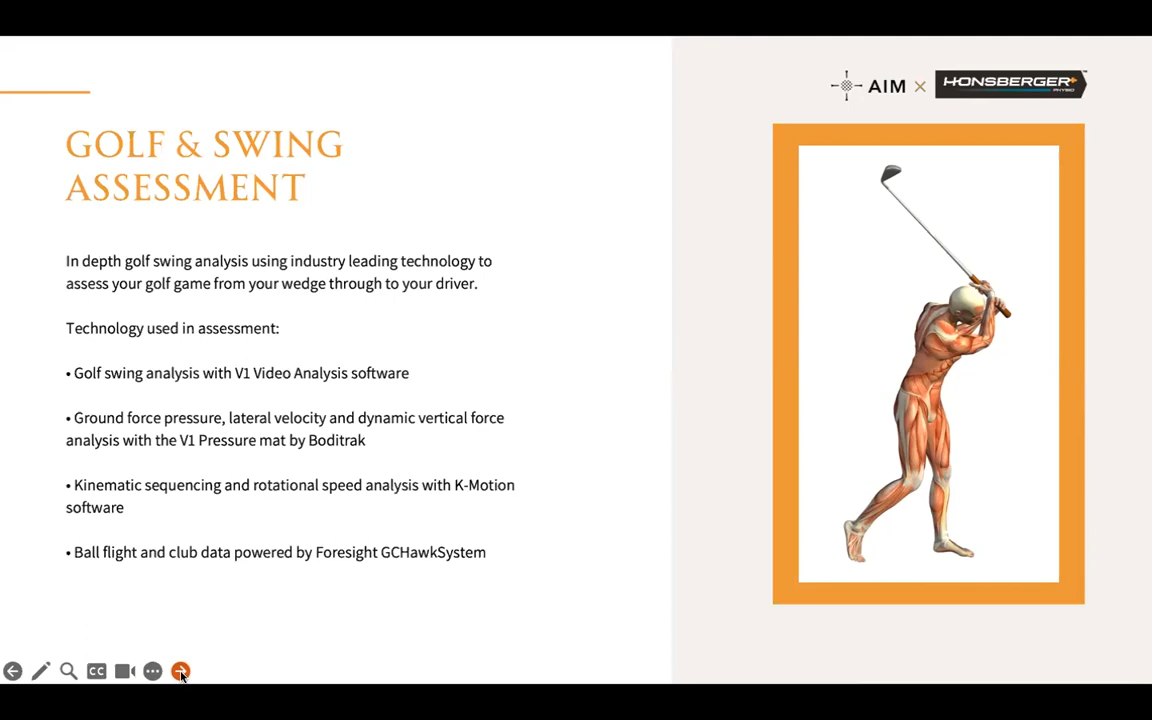 AIM × HONSBERGER+
PHYSIO
GOLF & SWING
ASSESSMENT
In depth golf swing analysis using industry leading technology to
assess your golf game from your wedge through to your driver.
Technology used in assessment:
• Golf swing analysis with V1 Video Analysis software
• Ground force pressure, lateral velocity and dynamic vertical force
analysis with the V1 Pressure mat by Boditrak
• Kinematic sequencing and rotational speed analysis with K-Motion
software
• Ball flight and club data powered by Foresight GCHawkSystem
CC